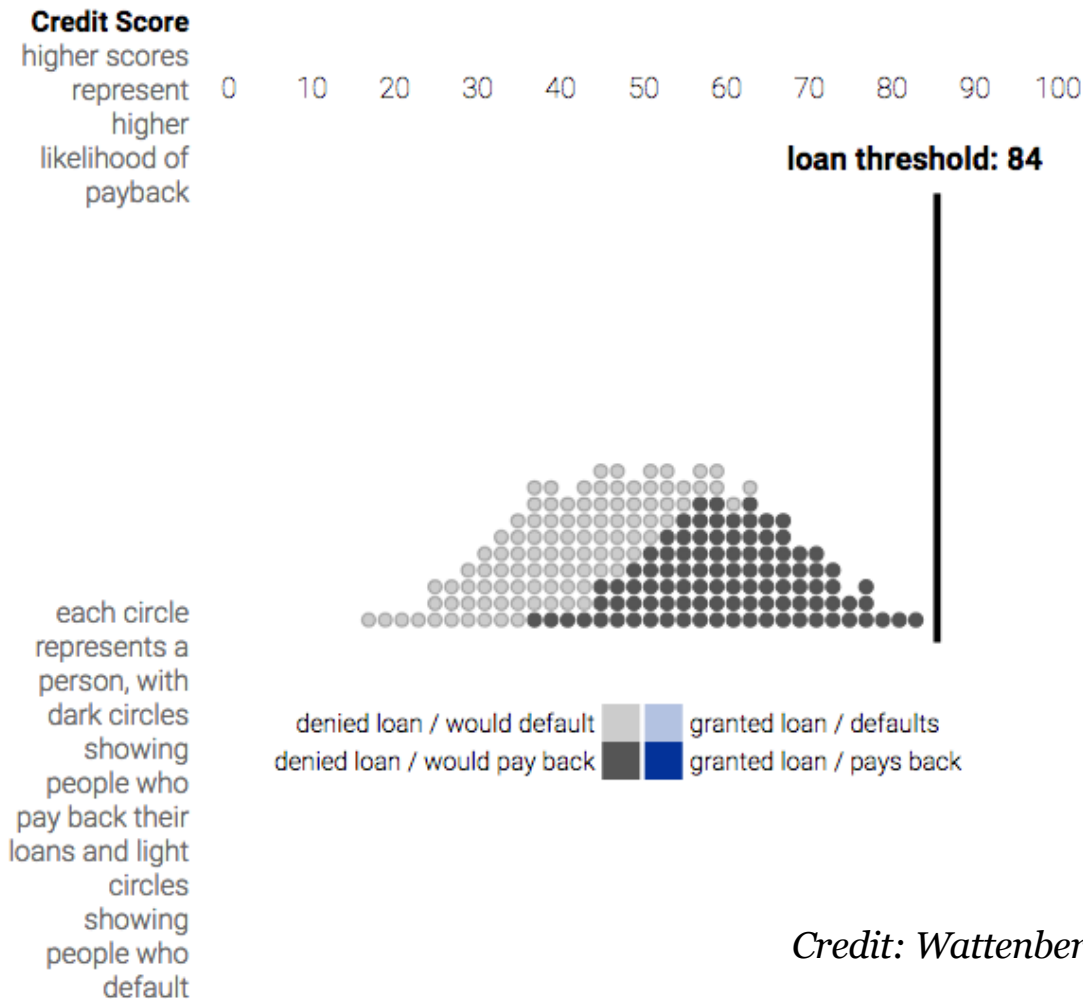 Credit Score
higher scores
represent
higher
likelihood of
payback
0 10 20 30 40 50 60 70 80 90 100
loan threshold: 84
each circle
represents a
person, with
dark circles
showing
people who
pay back their
loans and light
circles
showing
people who
default
denied loan / would default
granted loan / defaults
denied loan / would pay back
granted loan / pays back
Credit: